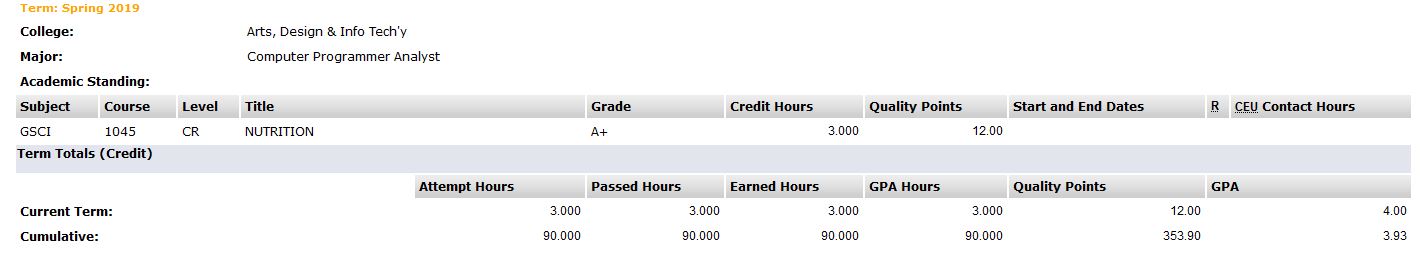 Term: Spring 2019
College: Arts, Design & Info Tech'y
Major: Computer Programmer Analyst
Academic Standing:
Subject Course Level Title Grade Credit Hours Quality Points Start and End Dates R CEU Contact Hours
GSCI 1045 CR NUTRITION A+ 3.000 12.00
Term Totals (Credit)
Attempt Hours Passed Hours Earned Hours GPA Hours Quality Points GPA
Current Term: 3.000 3.000 3.000 3.000 12.00 4.00
Cumulative: 90.000 90.000 90.000 90.000 353.90 3.93